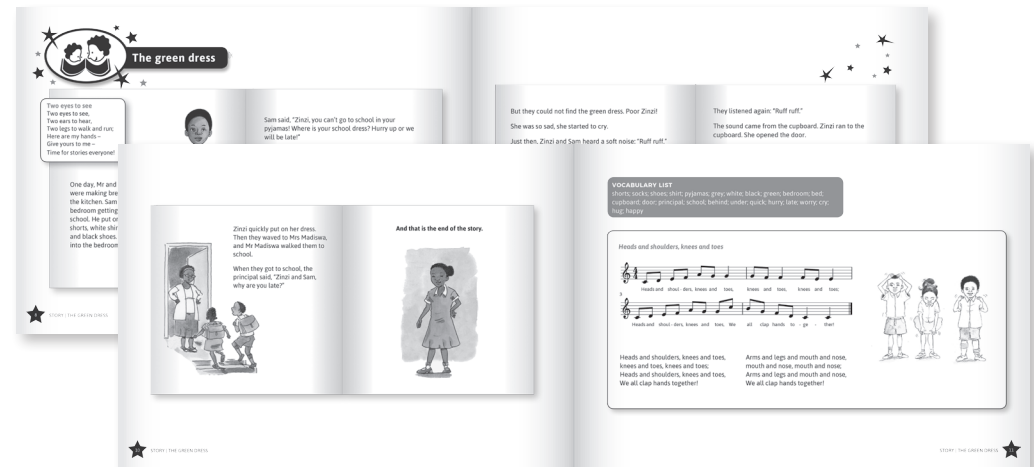 The green dress
Two eyes to see
Two eyes to see,
Two ears to hear,
Two legs to walk and run;
Here are my hands –
Give yours to me –
Time for stories everyone!
One day, Mr and
were making bre
the kitchen. Sam
bedroom getting
school. He put on
shorts, white shir
and black shoes.
into the bedroom
Sam said, "Zinzi, you can't go to school in your
pyjamas! Where is your school dress? Hurry up or we
will be late!"
STORY | THE GREEN DRESS
But they could not find the green dress. Poor Zinzi!
She was so sad, she started to cry.
Just then, Zinzi and Sam heard a soft noise: "Ruff ruff."
They listened again: "Ruff ruff."
The sound came from the cupboard. Zinzi ran to the
cupboard. She opened the door.
Zinzi quickly put on her dress.
Then they waved to Mrs Madiswa,
and Mr Madiswa walked them to
school.
When they got to school, the
principal said, "Zinzi and Sam,
why are you late?"
And that is the end of the story.
STORY | THE GREEN DRESS
VOCABULARY LIST
shorts; socks; shoes; shirt; pyjamas; grey; white; black; green; bedroom; bed;
cupboard; door; principal; school; behind; under; quick; hurry; late; worry; cry;
hug; happy
Heads and shoulders, knees and toes
Heads and shoul - ders, knees and toes, knees and toes, knees and toes;
3
Heads and shoul - ders, knees and toes, We all clap hands to - ge - ther!
Heads and shoulders, knees and toes,
knees and toes, knees and toes;
Heads and shoulders, knees and toes,
We all clap hands together!
Arms and legs and mouth and nose,
mouth and nose, mouth and nose;
Arms and legs and mouth and nose,
We all clap hands together!
STORY | THE GREEN DRESS